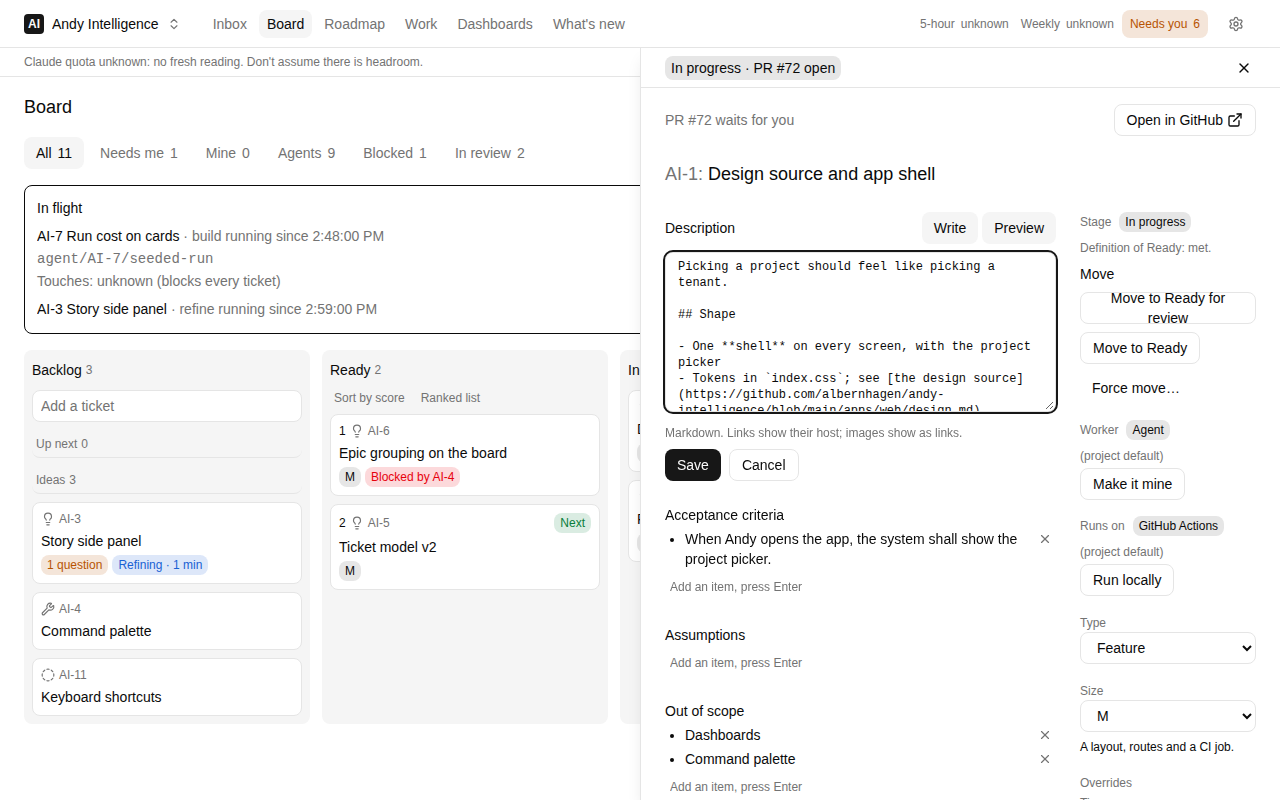 AI Andy Intelligence Inbox Board Roadmap Work Dashboards What's new 5-hour unknown Weekly unknown Needs you 6
Claude quota unknown: no fresh reading. Don't assume there is headroom.
Board
All 11 Needs me 1 Mine 0 Agents 9 Blocked 1 In review 2
In flight
AI-7 Run cost on cards · build running since 2:48:00 PM
agent/AI-7/seeded-run
Touches: unknown (blocks every ticket)
AI-3 Story side panel · refine running since 2:59:00 PM
Backlog 3
Add a ticket
Up next 0
Ideas 3
AI-3
Story side panel
1 question Refining · 1 min
AI-4
Command palette
AI-11
Keyboard shortcuts
Ready 2
Sort by score Ranked list
1 AI-6
Epic grouping on the board
M Blocked by AI-4
2 AI-5 Next
Ticket model v2
M
In progress · PR #72 open
PR #72 waits for you Open in GitHub
AI-1: Design source and app shell
Description Write Preview
Picking a project should feel like picking a
tenant.
## Shape
- One **shell** on every screen, with the project
picker
- Tokens in `index.css`; see [the design source]
(https://github.com/albernhagen/andy-
intelligence/blob/main/apps/web/design.md)
Markdown. Links show their host; images show as links.
Save Cancel
Acceptance criteria
• When Andy opens the app, the system shall show the
project picker.
Add an item, press Enter
Assumptions
Add an item, press Enter
Out of scope
• Dashboards
• Command palette
Add an item, press Enter
Stage In progress
Definition of Ready: met.
Move
Move to Ready for
review
Move to Ready
Force move…
Worker Agent
(project default)
Make it mine
Runs on GitHub Actions
(project default)
Run locally
Type
Feature
Size
M
A layout, routes and a CI job.
Overrides